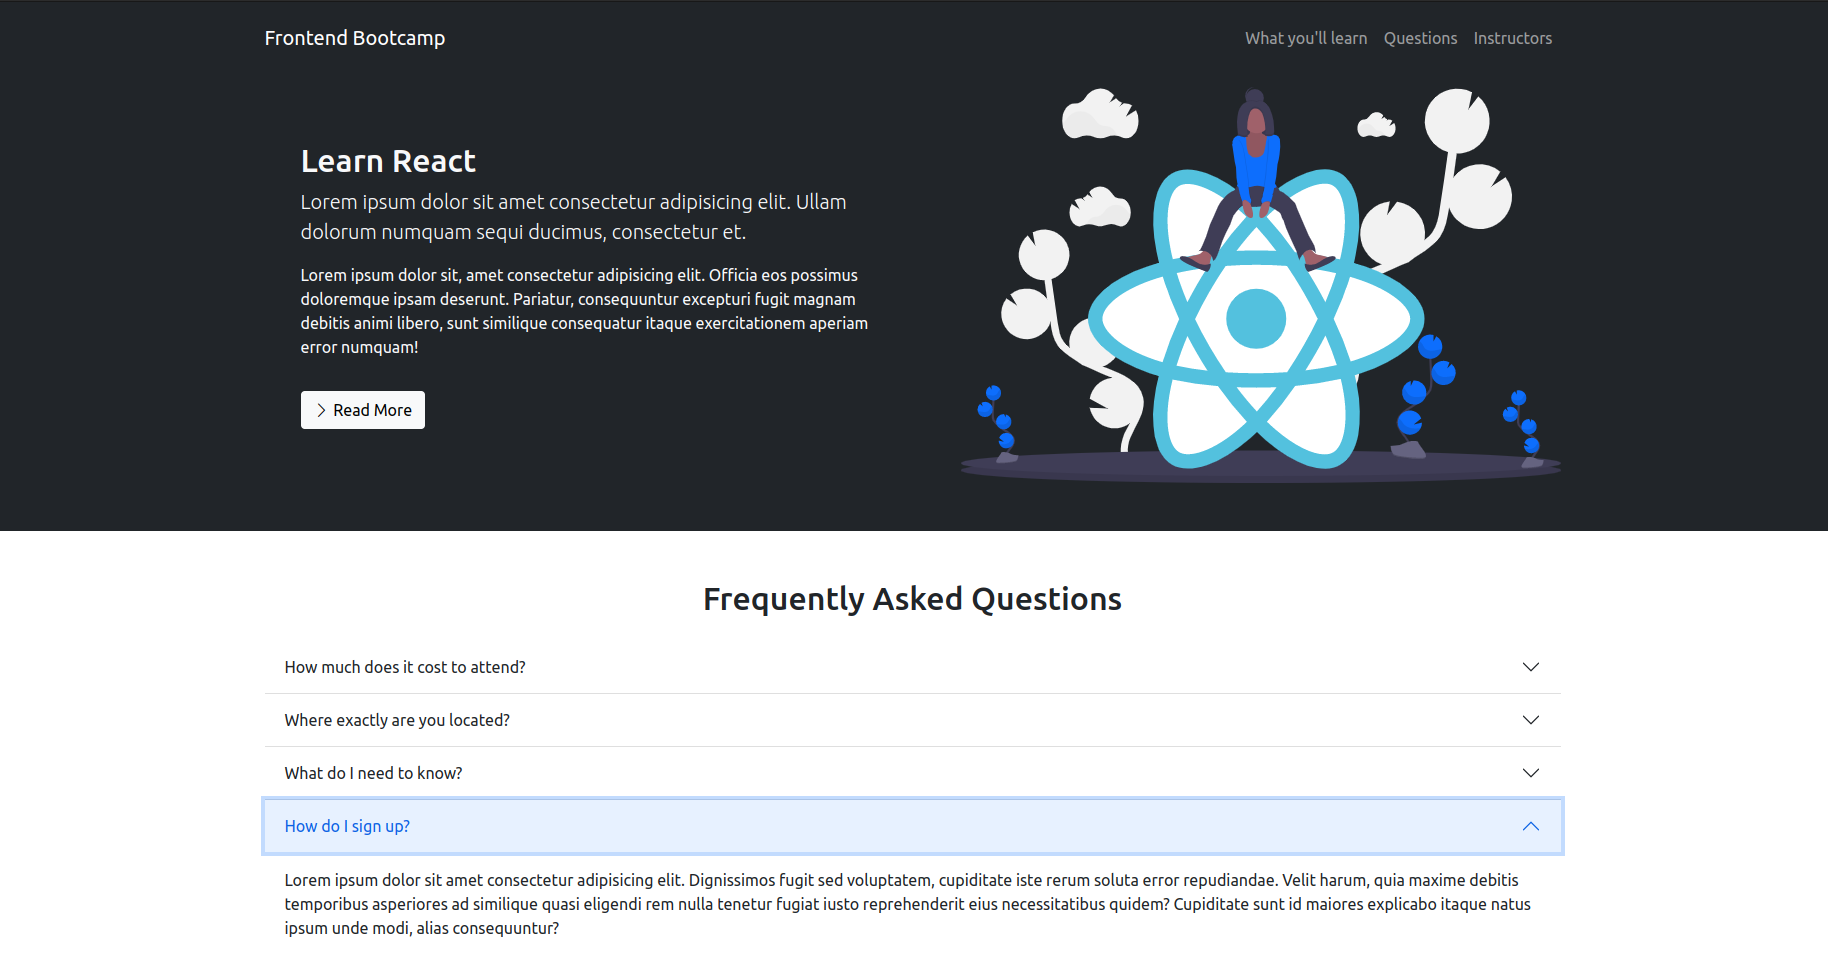 Frontend Bootcamp
What you'll learn Questions Instructors
Learn React
Lorem ipsum dolor sit amet consectetur adipisicing elit. Ullam
dolorum numquam sequi ducimus, consectetur et.
Lorem ipsum dolor sit, amet consectetur adipisicing elit. Officia eos possimus
doloremque ipsam deserunt. Pariatur, consequuntur excepturi fugit magnam
debitis animi libero, sunt similique consequatur itaque exercitationem aperiam
error numquam!
Read More
Frequently Asked Questions
How much does it cost to attend?
Where exactly are you located?
What do I need to know?
How do I sign up?
Lorem ipsum dolor sit amet consectetur adipisicing elit. Dignissimos fugit sed voluptatem, cupiditate iste rerum soluta error repudiandae. Velit harum, quia maxime debitis
temporibus asperiores ad similique quasi eligendi rem nulla tenetur fugiat iusto reprehenderit eius necessitatibus quidem? Cupiditate sunt id maiores explicabo itaque natus
ipsum unde modi, alias consequuntur?